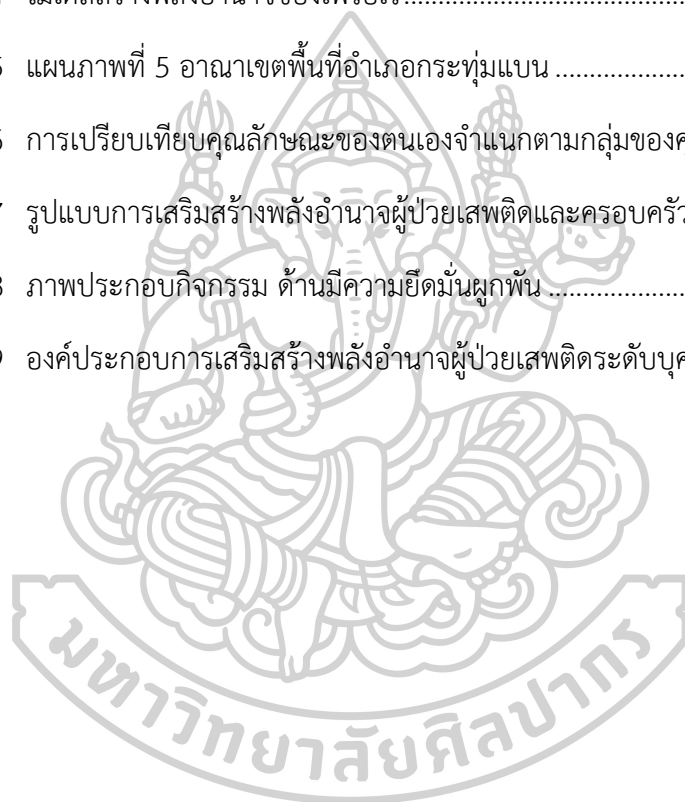 แผนภาพที่ 5 อาณาเขตพื้นที่อำเภอกระทุ่มแบน ....................
การเปรียบเทียบคุณลักษณะของตนเองจำแนกตามกลุ่มของ
รูปแบบการเสริมสร้างพลังอำนาจผู้ป่วยเสพติดและครอบครัว
ภาพประกอบกิจกรรม ด้านมีความยึดมั่นผูกพัน ....................
องค์ประกอบการเสริมสร้างพลังอำนาจผู้ป่วยเสพติดระดับ
มหาวิทยาลัยศิลปากร